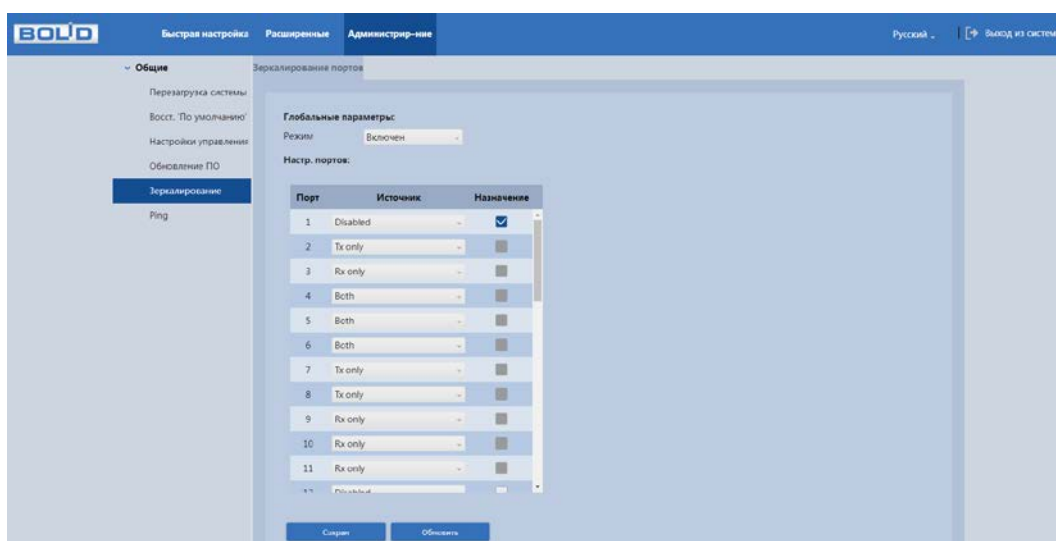 BOLID Быстрая настройка Расширенные Администрир-ние Русский Выход из систем
Общие
Зеркалирование портов
Перезагрузка системы
Восст. 'По умолчанию'
Настройки управления
Обновление ПО
Зеркалирование
Ping
Глобальные параметры:
Режим Включен
Настр. портов:
Порт Источник Назначение
1 Disabled
2 Tx only
3 Rx only
4 Both
5 Both
6 Both
7 Tx only
8 Tx only
9 Rx only
10 Rx only
11 Rx only
12 Disabled
Сохран Обновить